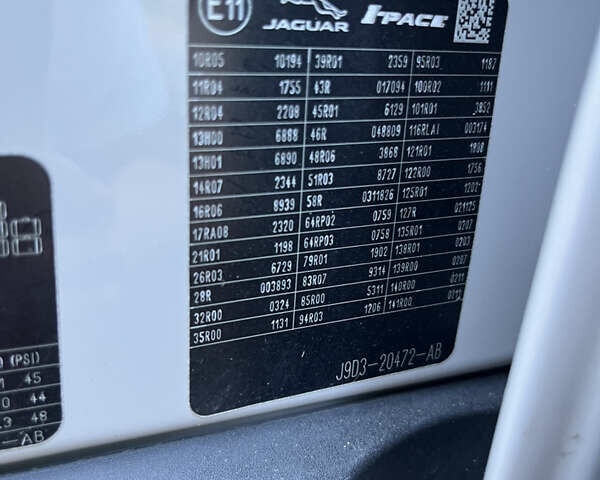 E11 JAGUAR I-PACE
10R05 10194 39R01 2359 95R03 1187
11R04 1755 43R 017094 100R02 1111
12R04 2208 45R01 6129 101R01 3852
13H00 6888 46R 048809 116RLAI 003174
13H01 6890 48R06 3868 121R01 1808
14R07 2344 51R03 8727 122R00 1756
16R06 8939 58R 0311826 125R01 1202
17RA08 2320 64RP02 0759 127R 021125
21R01 1198 64RP03 0758 135R01 0207
26R03 6729 79R01 1902 138R01 0203
28R 003893 83R07 9314 139R00 0207
32R00 0324 85R00 5311 140R00 0211
35R00 1131 94R03 1206 141R00 0212
J9D3-20472-AB
(PSI)
45
44
.3 48
-AB